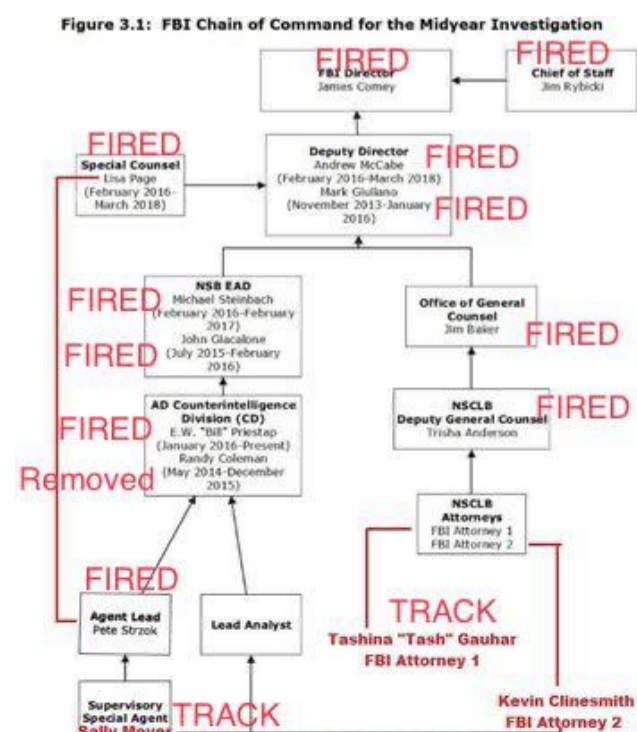 Figure 3.1: FBI Chain of Command for the Midyear Investigation
FIRED
FBI Director
James Comey
FIRED
Chief of Staff
Jim Rybicki
FIRED
Special Counsel
Lisa Page
(February 2016-
March 2018)
Deputy Director
Andrew McCabe
(February 2016-March 2018)
Mark Giuliano
(November 2013-January
2016)
FIRED
FIRED
NSB EAD
Michael Steinbach
(February 2016-February
2017)
John Giacalone
(July 2015-February
2016)
FIRED
FIRED
Office of General
Counsel
Jim Baker
FIRED
AD Counterintelligence
Division (CD)
E.W. "Bill" Priestap
(January 2016-Present)
Randy Coleman
(May 2014-December
2015)
FIRED
Removed
NSCLB
Deputy General Counsel
Trisha Anderson
FIRED
NSCLB
Attorneys
FBI Attorney 1
FBI Attorney 2
FIRED
Agent Lead
Pete Strzok
Lead Analyst
TRACK
Tashina "Tash" Gauhar
FBI Attorney 1
Supervisory
Special Agent
Sally Moyer
TRACK
Kevin Clinesmith
FBI Attorney 2